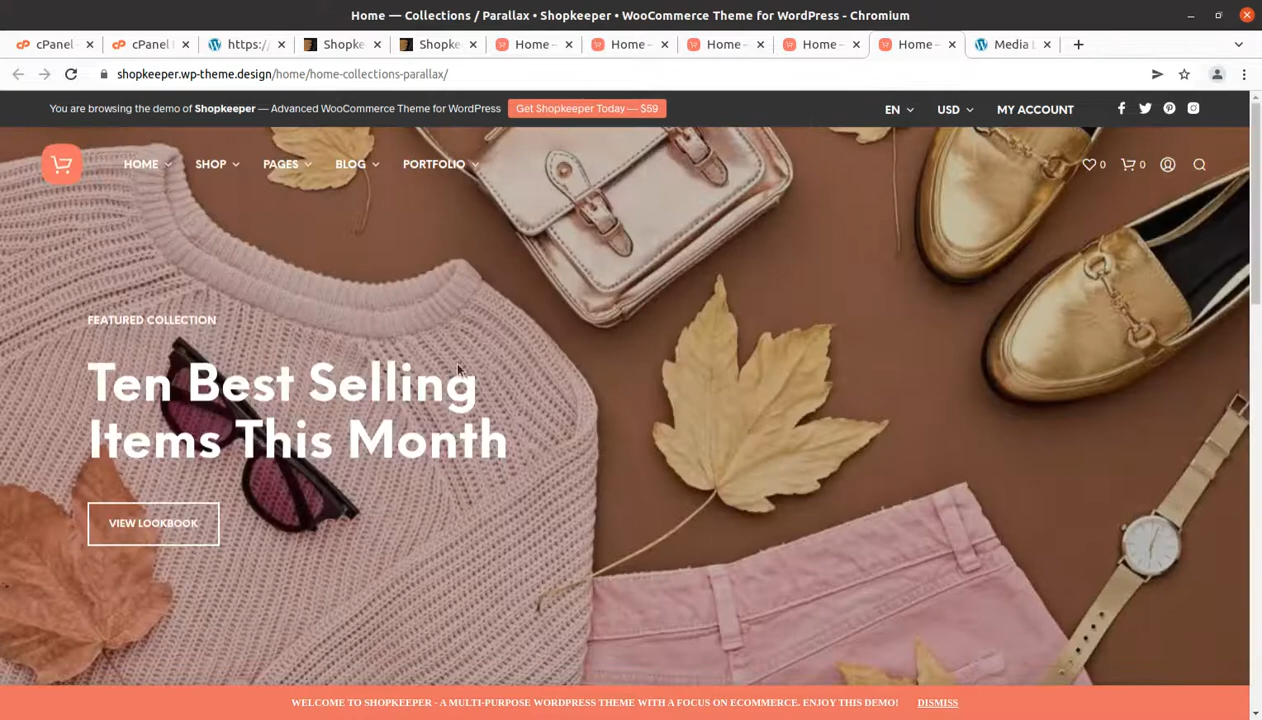 Home — Collections / Parallax • Shopkeeper • WooCommerce Theme for WordPress - Chromium
cPanel
cPanel
https:/
Shopke
Shopke
Home –
Home –
Home –
Home –
Home –
Media
shopkeeper.wp-theme.design/home/home-collections-parallax/
You are browsing the demo of Shopkeeper — Advanced WooCommerce Theme for WordPress
Get Shopkeeper Today — $59
EN
USD
MY ACCOUNT
HOME
SHOP
PAGES
BLOG
PORTFOLIO
0
0
FEATURED COLLECTION
Ten Best Selling
Items This Month
VIEW LOOKBOOK
WELCOME TO SHOPKEEPER - A MULTI-PURPOSE WORDPRESS THEME WITH A FOCUS ON ECOMMERCE. ENJOY THIS DEMO!
DISMISS